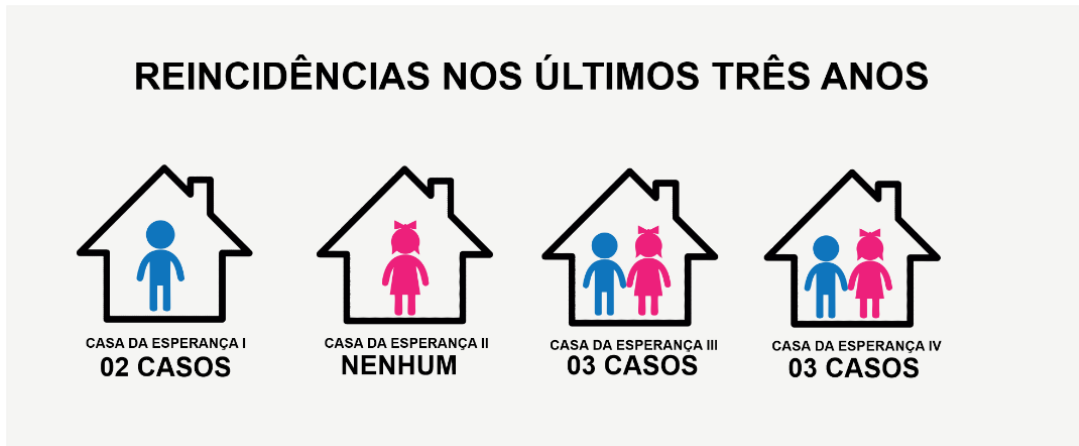 REINCIDÊNCIAS NOS ÚLTIMOS TRÊS ANOS
CASA DA ESPERANÇA I
02 CASOS
CASA DA ESPERANÇA II
NENHUM
CASA DA ESPERANÇA III
03 CASOS
CASA DA ESPERANÇA IV
03 CASOS